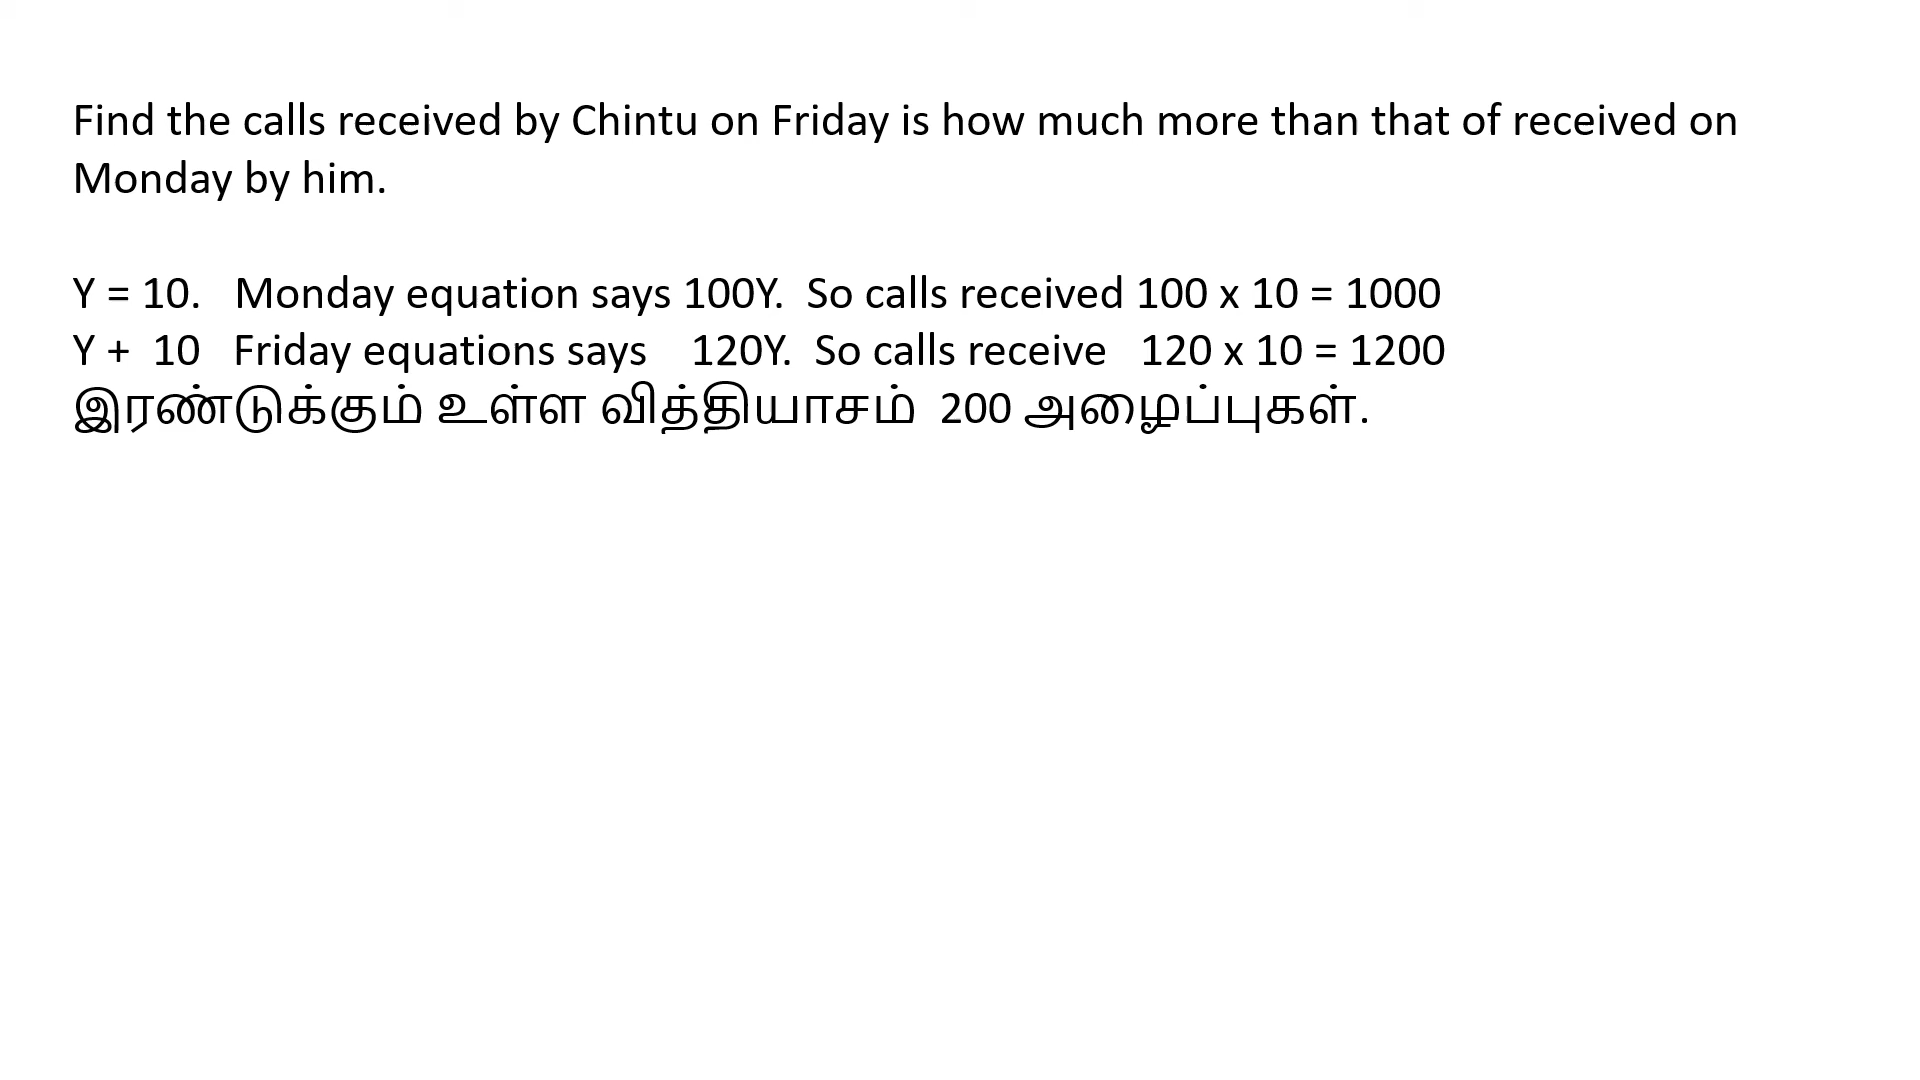 Find the calls received by Chintu on Friday is how much more than that of received on
Monday by him.
Y = 10. Monday equation says 100Y. So calls received 100 x 10 = 1000
Y + 10 Friday equations says 120Y. So calls receive 120 x 10 = 1200
இரண்டுக்கும் உள்ள வித்தியாசம் 200 அழைப்புகள்.